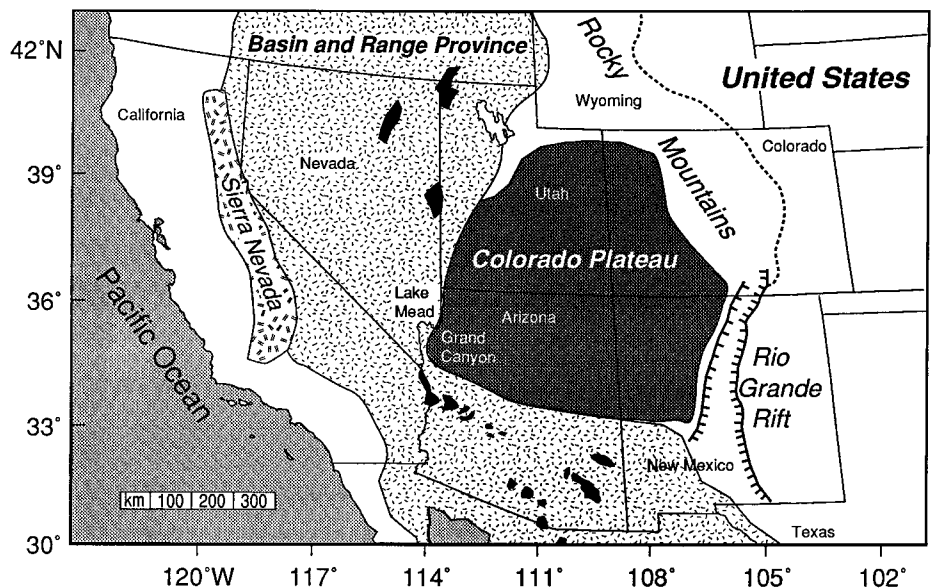 42˚N
39˚
36˚
33˚
30˚
Basin and Range Province
Rocky
Mountains
United States
Wyoming
California
Nevada
Colorado
Sierra Nevada
Utah
Colorado Plateau
Lake
Mead
Arizona
Grand
Canyon
Pacific Ocean
Rio
Grande
Rift
New Mexico
km 100 200 300
Texas
120˚W
117˚
114˚
111˚
108˚
105˚
102˚